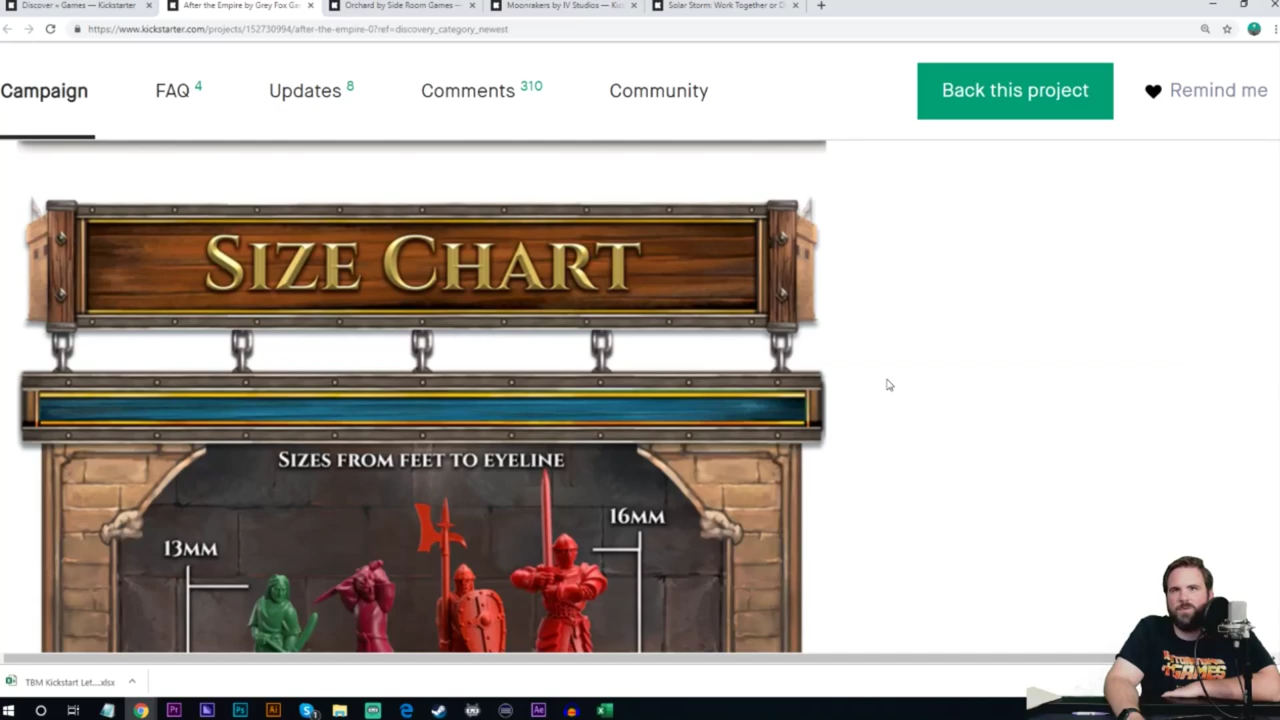 Discover » Games — Kickstarter
After the Empire by Grey Fox Ga
Orchard by Side Room Games —
Moonrakers by IV Studios — Kic
Solar Storm: Work Together or D
https://www.kickstarter.com/projects/152730994/after-the-empire-0?ref=discovery_category_newest
Campaign
FAQ 4
Updates 8
Comments 310
Community
Back this project
Remind me
SIZE CHART
SIZES FROM FEET TO EYELINE
13MM
16MM
TBM Kickstart Let....xlsx
GAMES